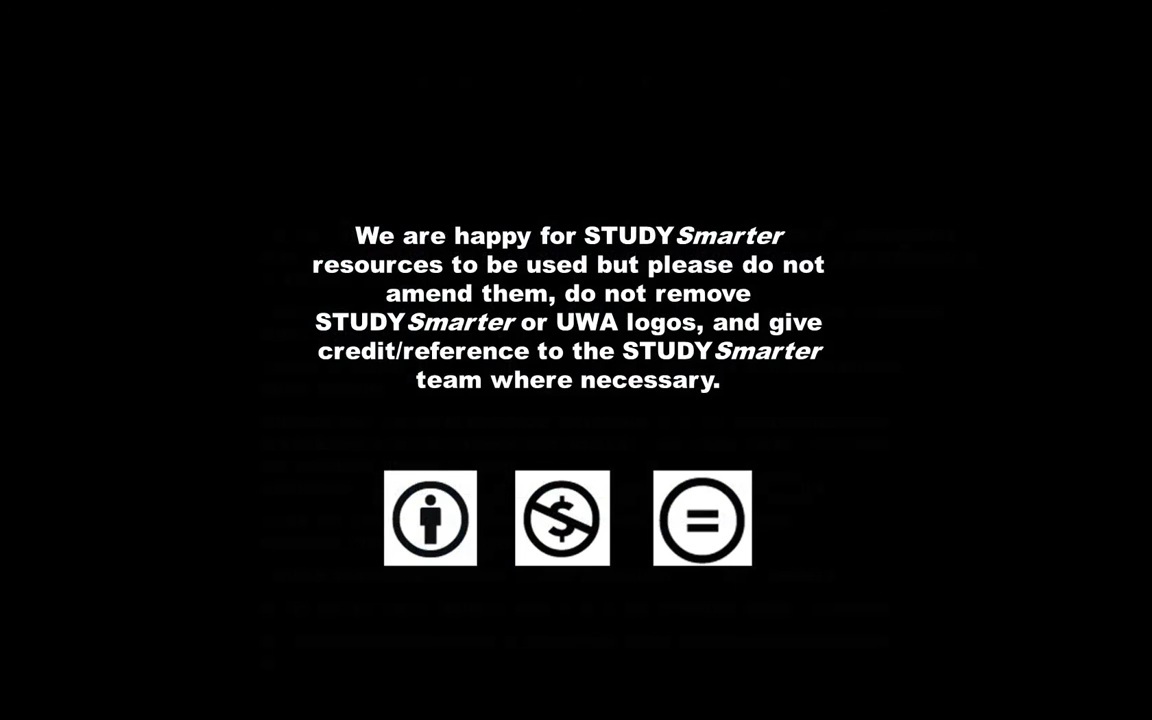 We are happy for STUDYSmarter
resources to be used but please do not
amend them, do not remove
STUDYSmarter or UWA logos, and give
credit/reference to the STUDYSmarter
team where necessary.